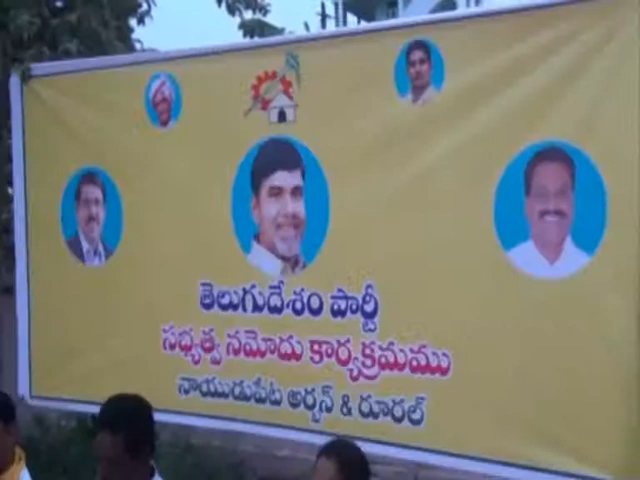 తెలుగుదేశం పార్టీ
సభ్యత్వ నమోదు కార్యక్రమము
నాయుడుపేట అర్బన్ & రూరల్